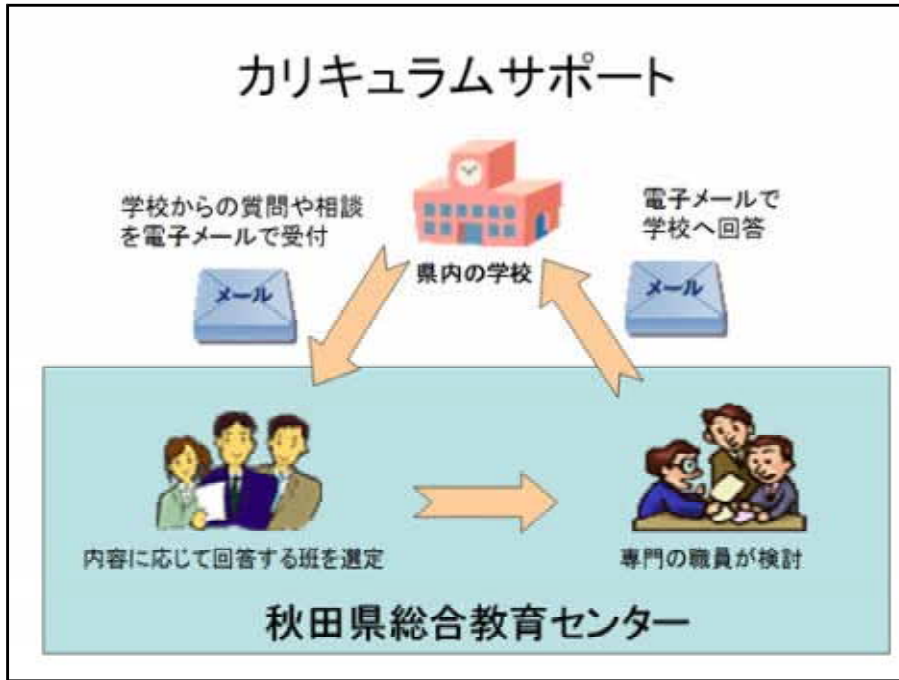 カリキュラムサポート
学校からの質問や相談
を電子メールで受付
メール
県内の学校
電子メールで
学校へ回答
メール
内容に応じて回答する班を選定
専門の職員が検討
秋田県総合教育センター